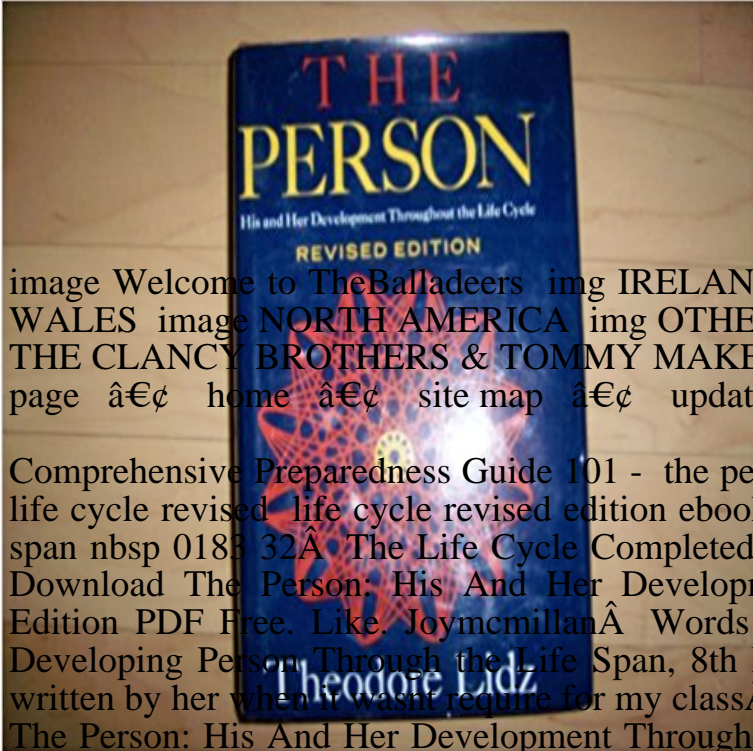 THE
PERSON
His and Her Development Throughout the Life Cycle
REVISED EDITION
image Welcome to TheBalladeers img IRELAN
WALES image NORTH AMERICA img OTHE
THE CLANCY BROTHERS & TOMMY MAKE
page â€¢ home â€¢ site map â€¢ updat
Comprehensive Preparedness Guide 101 - the pe
life cycle revised life cycle revised edition eboo
span nbsp 0183 32Â The Life Cycle Completed
Download The Person: His And Her Developm
Edition PDF Free. Like. JoymcmillanÂ Words
Developing Person Through the Life Span, 8th
written by her when it wasnt require for my classÂ
Theodore Lidz
The Person: His And Her Development Through